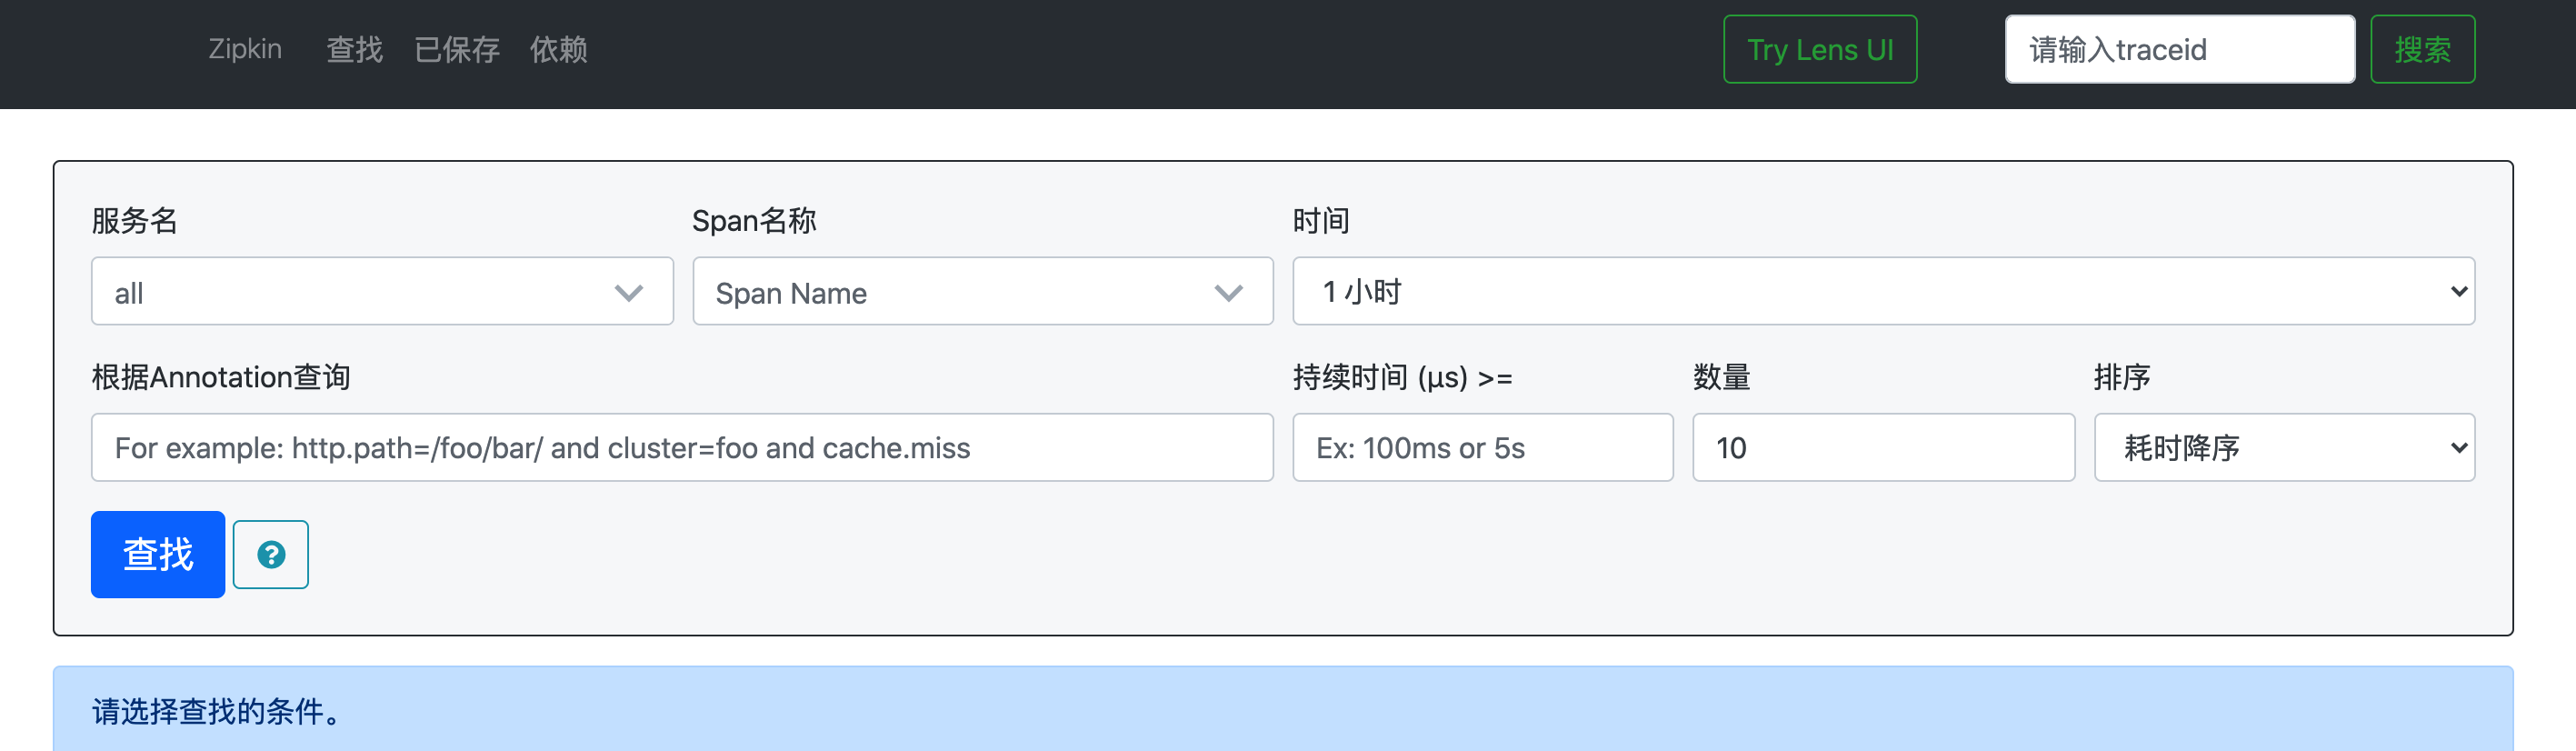 Zipkin 查找 已保存 依赖 Try Lens UI 请输入traceid 搜索
服务名 Span名称 时间
all Span Name 1 小时
根据Annotation查询 持续时间 (μs) >= 数量 排序
For example: http.path=/foo/bar/ and cluster=foo and cache.miss Ex: 100ms or 5s 10 耗时降序
查找 ?
请选择查找的条件。